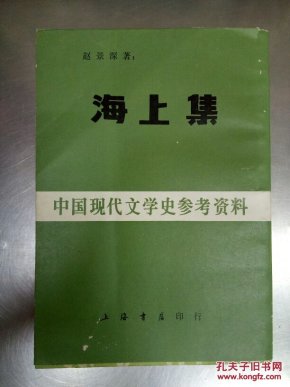 赵景深著:
海上集
中国现代文学史参考资料
上海书店印行
孔夫子旧书网